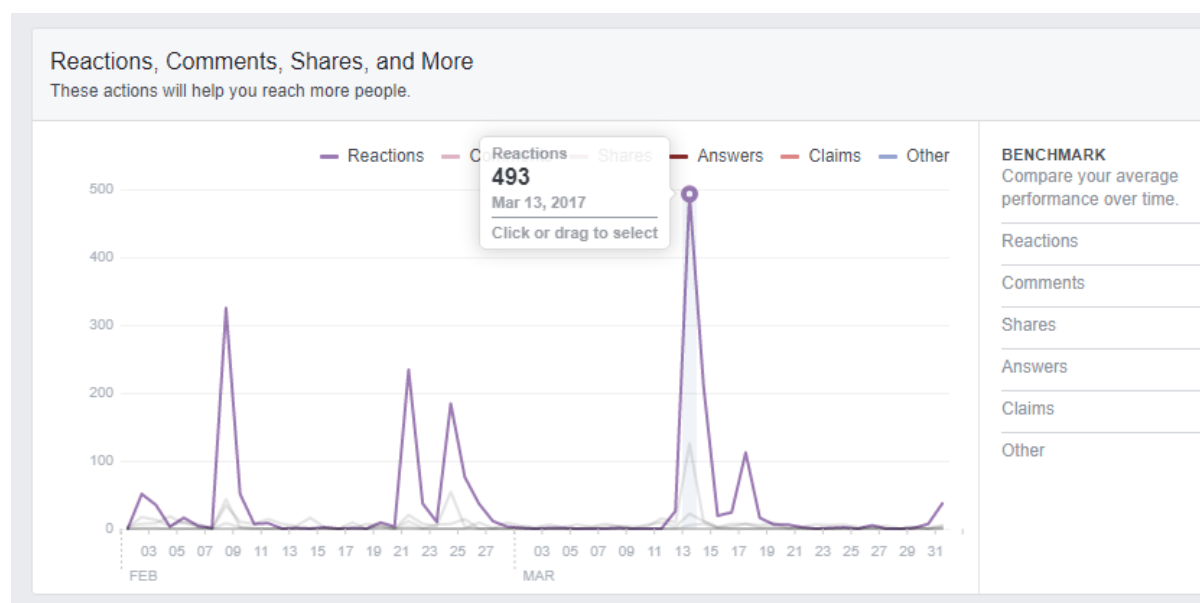 Reactions, Comments, Shares, and More
These actions will help you reach more people.
Reactions
Shares
Answers
Claims
Other
Reactions
493
Mar 13, 2017
Click or drag to select
500
400
300
200
100
0
03 05 07 09 11 13 15 17 19 21 23 25 27 03 05 07 09 11 13 15 17 19 21 23 25 27 29 31
FEB MAR
BENCHMARK
Compare your average
performance over time.
Reactions
Comments
Shares
Answers
Claims
Other